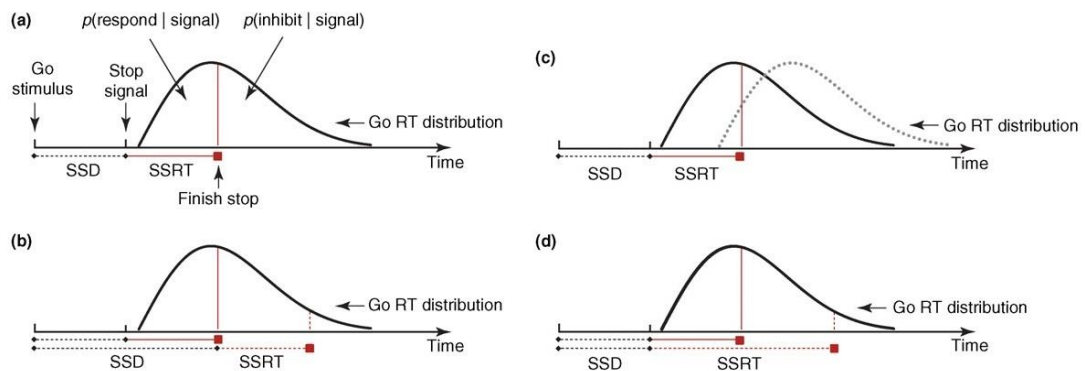 (a)
p(respond | signal)
p(inhibit | signal)
Go
stimulus
Stop
signal
Go RT distribution
Time
SSD
SSRT
Finish stop
(b)
Go RT distribution
Time
SSD
SSRT
(c)
Go RT distribution
Time
SSD
SSRT
(d)
Go RT distribution
Time
SSD
SSRT